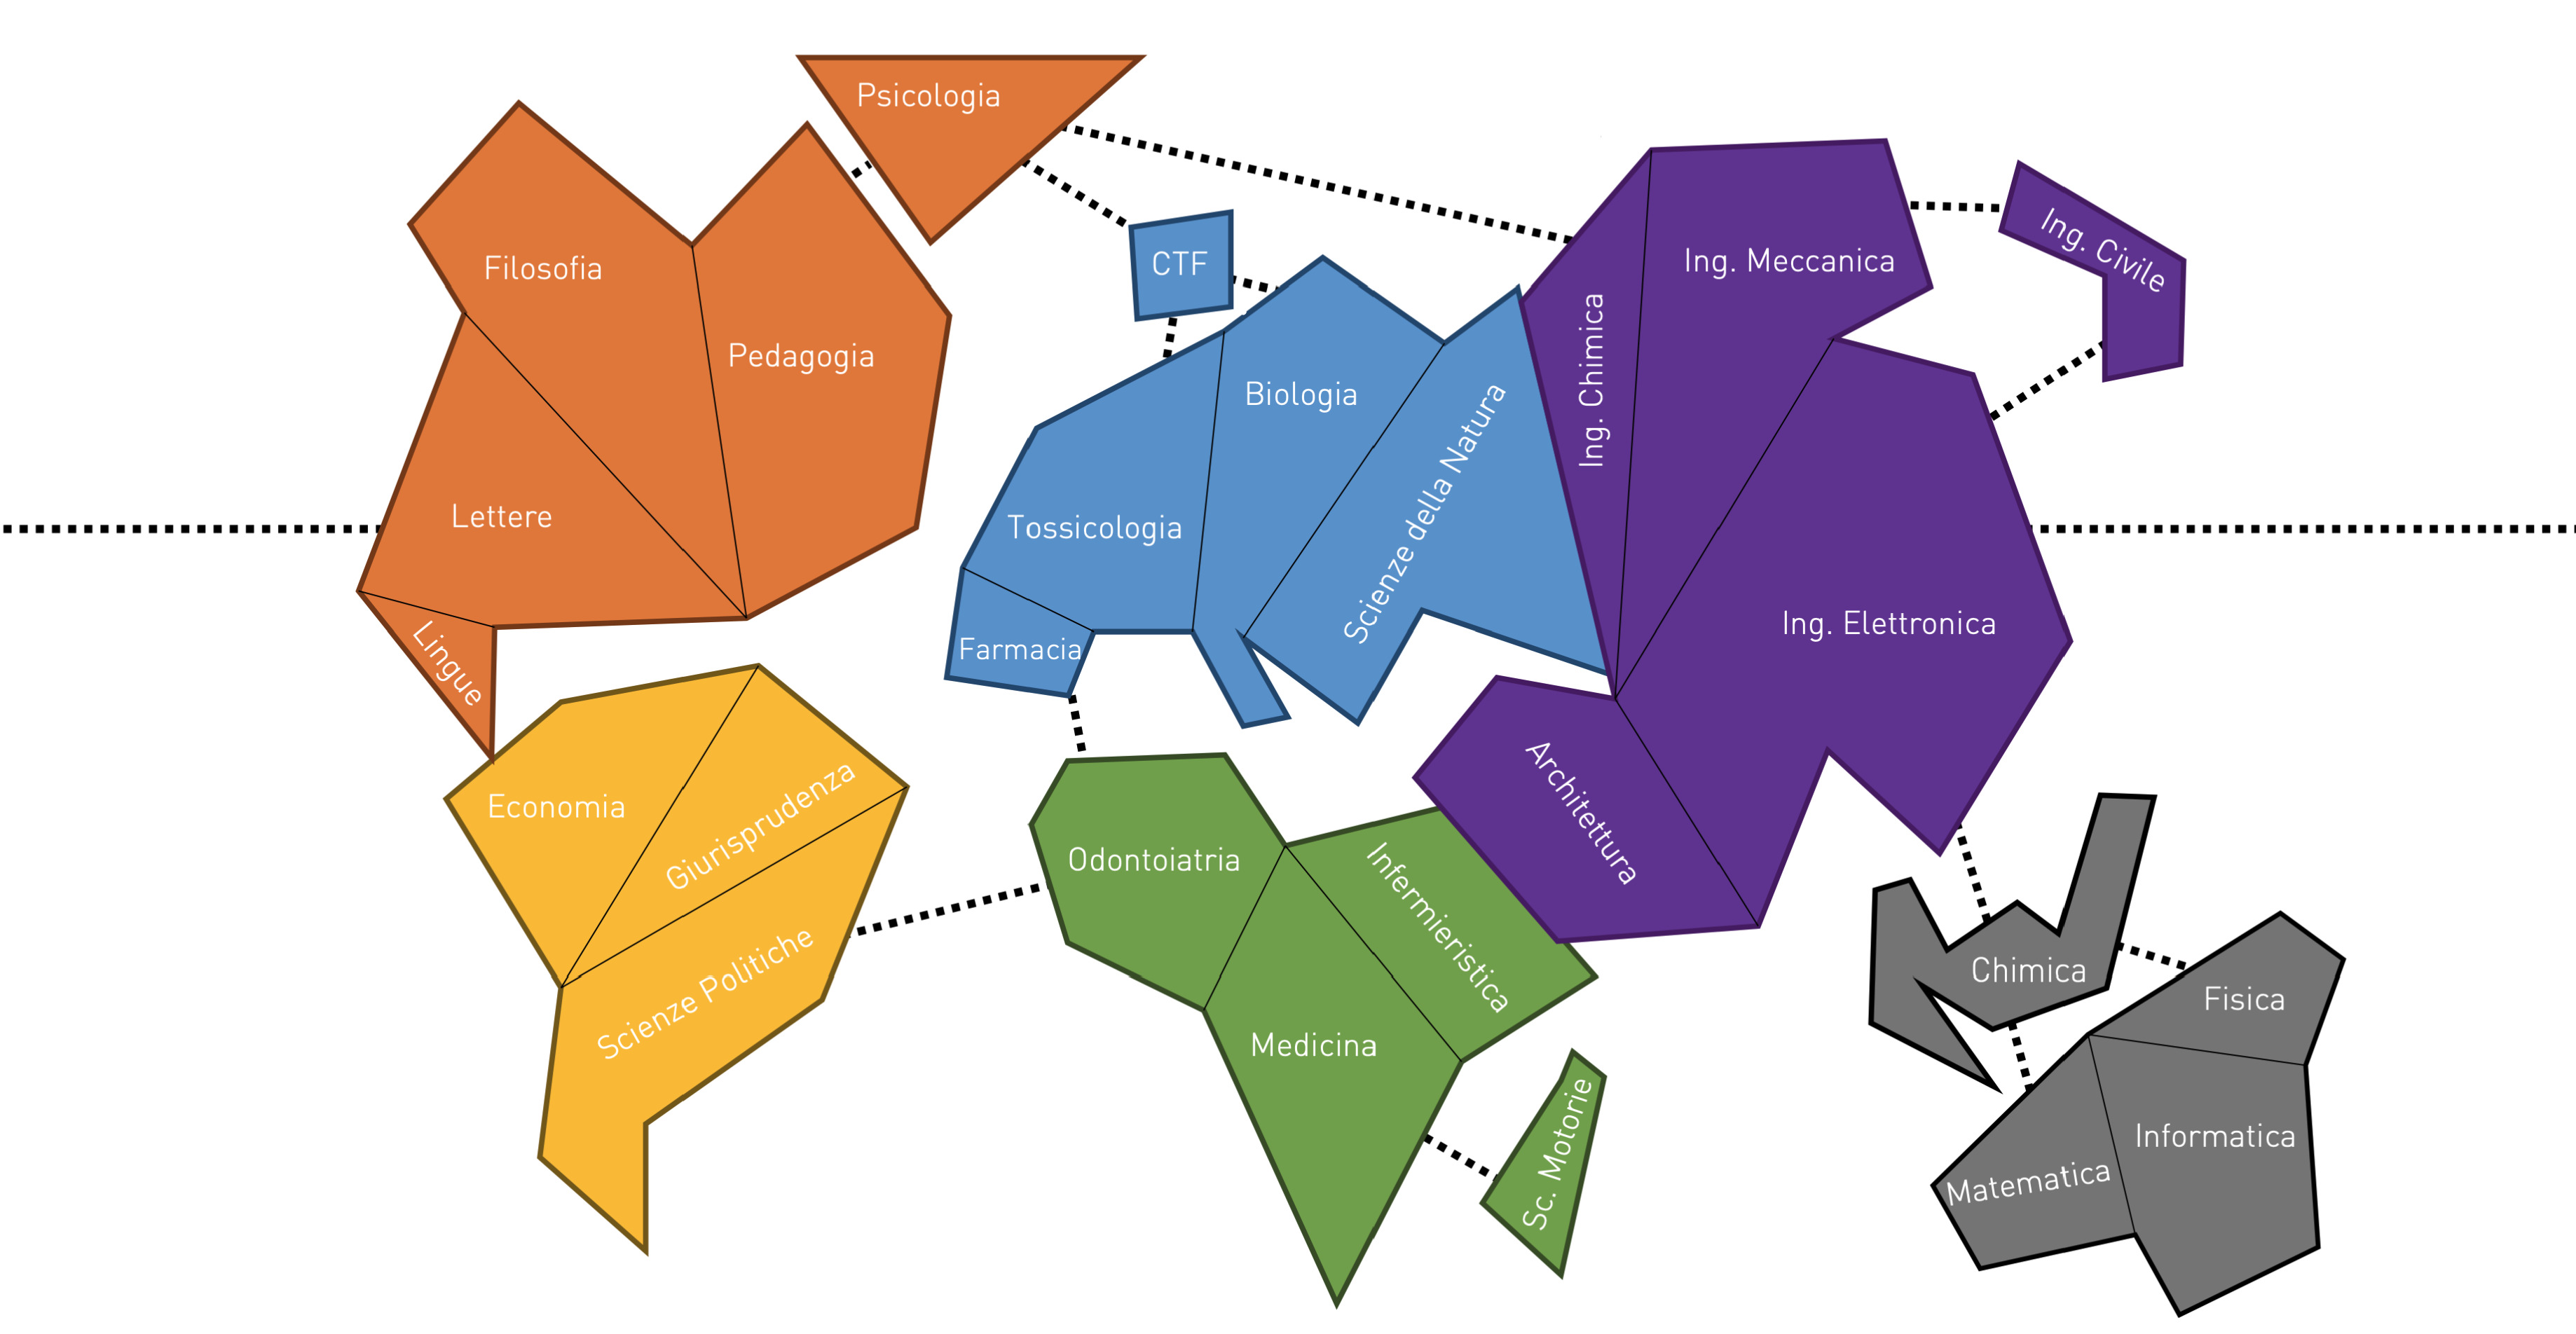 Psicologia
Filosofia
Pedagogia
Lettere
Lingue
CTF
Biologia
Tossicologia
Scienze della Natura
Farmacia
Ing. Chimica
Ing. Meccanica
Ing. Civile
Ing. Elettronica
Architettura
Economia
Giurisprudenza
Scienze Politiche
Odontoiatria
Infermieristica
Medicina
Sc. Motorie
Chimica
Fisica
Informatica
Matematica